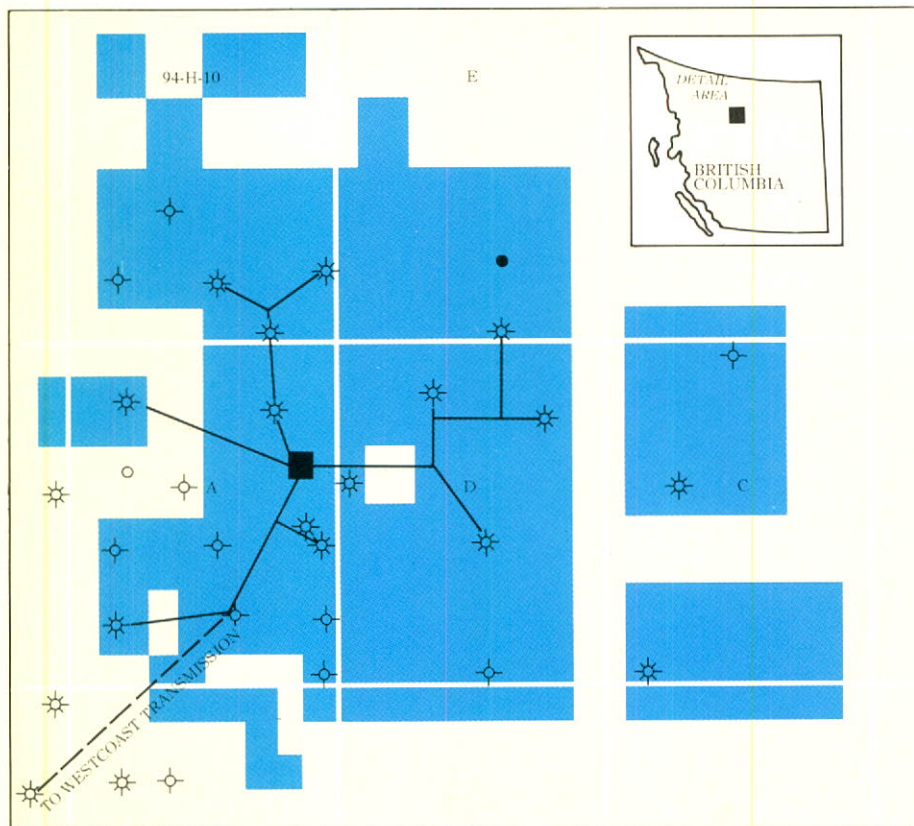 94-H-10
E
DETAIL
AREA
BRITISH
COLUMBIA
A
D
C
TO WESTCOAST TRANSMISSION